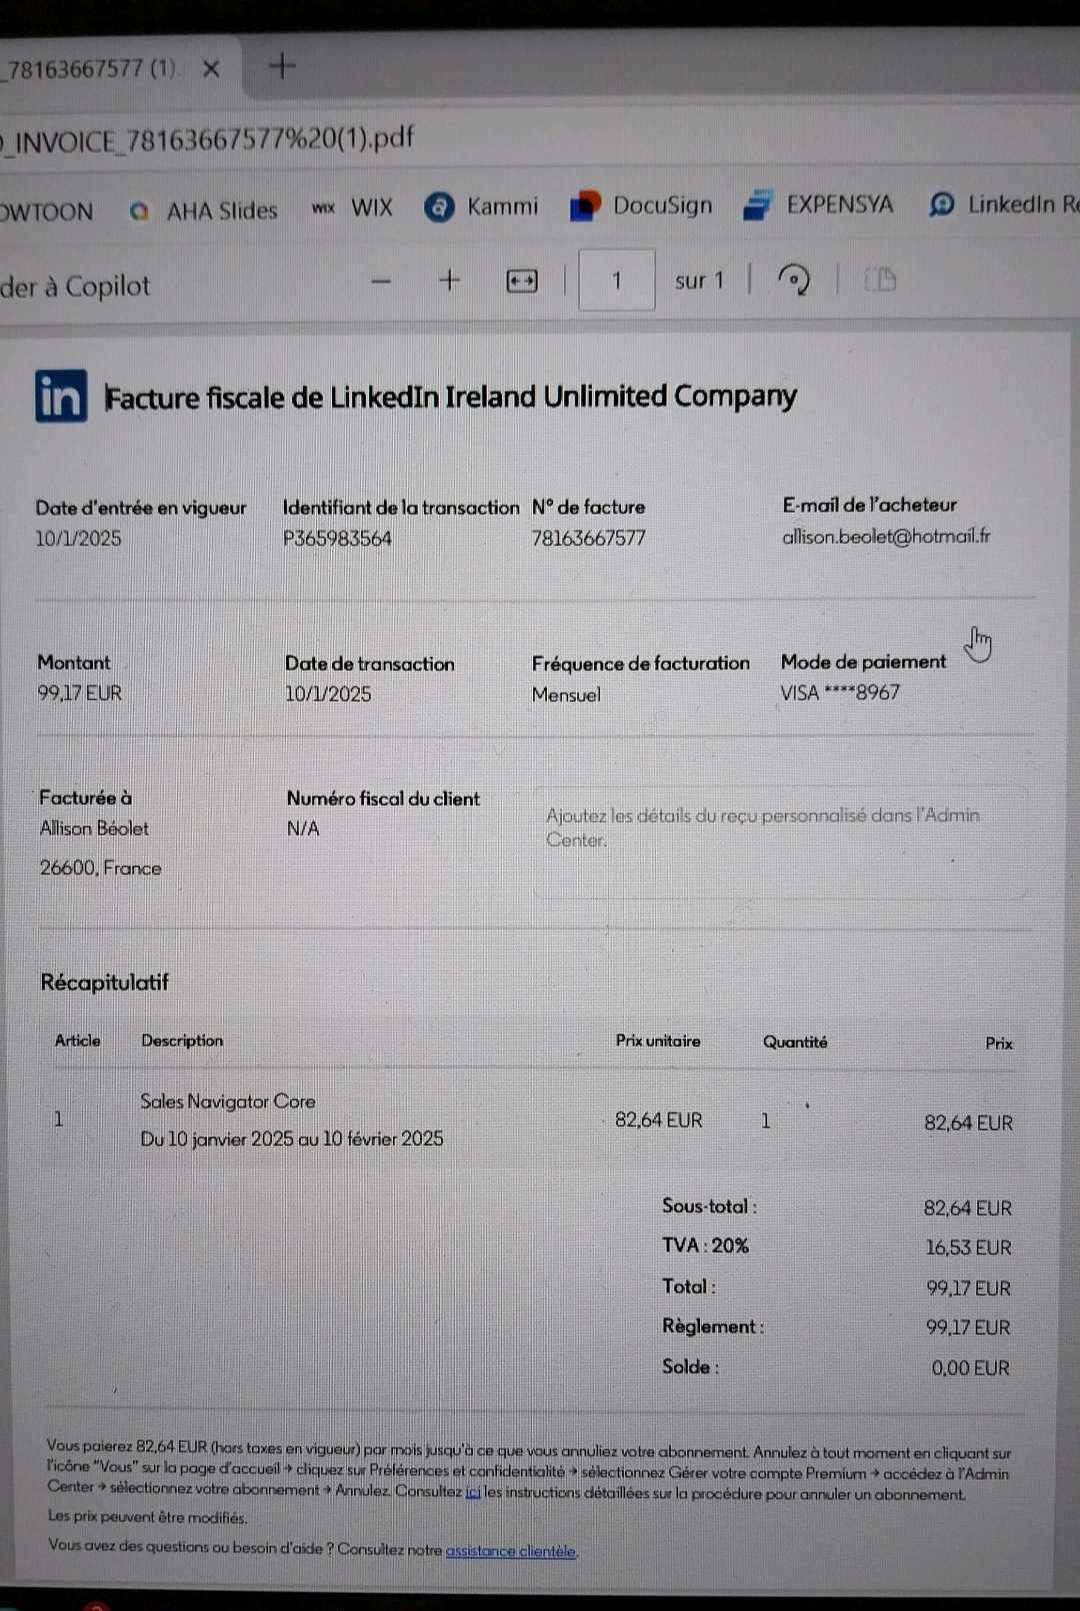 _78163667577 (1).
_INVOICE_78163667577%20(1).pdf
OWTOON AHA Slides WIX WIX Kammi DocuSign EXPENSYA LinkedIn Re
der à Copilot
1 sur 1
in Facture fiscale de LinkedIn Ireland Unlimited Company
Date d'entrée en vigueur Identifiant de la transaction N° de facture E-mail de l'acheteur
10/1/2025 P365983564 78163667577 allison.beolet@hotmail.fr
Montant Date de transaction Fréquence de facturation Mode de paiement
99,17 EUR 10/1/2025 Mensuel VISA ****8967
Facturée à Numéro fiscal du client
Allison Béolet N/A
26600, France
Ajoutez les détails du reçu personnalisé dans l'Admin
Center.
Récapitulatif
Article Description Prix unitaire Quantité Prix
1 Sales Navigator Core 82,64 EUR 1 82,64 EUR
Du 10 janvier 2025 au 10 février 2025
Sous-total : 82,64 EUR
TVA : 20% 16,53 EUR
Total : 99,17 EUR
Règlement : 99,17 EUR
Solde : 0,00 EUR
Vous paierez 82,64 EUR (hors taxes en vigueur) par mois jusqu'à ce que vous annuliez votre abonnement. Annulez à tout moment en cliquant sur
l'icône "Vous" sur la page d'accueil → cliquez sur Préférences et confidentialité → sélectionnez Gérer votre compte Premium → accédez à l'Admin
Center → sélectionnez votre abonnement → Annulez. Consultez ici les instructions détaillées sur la procédure pour annuler un abonnement.
Les prix peuvent être modifiés.
Vous avez des questions ou besoin d'aide ? Consultez notre assistance clientèle.